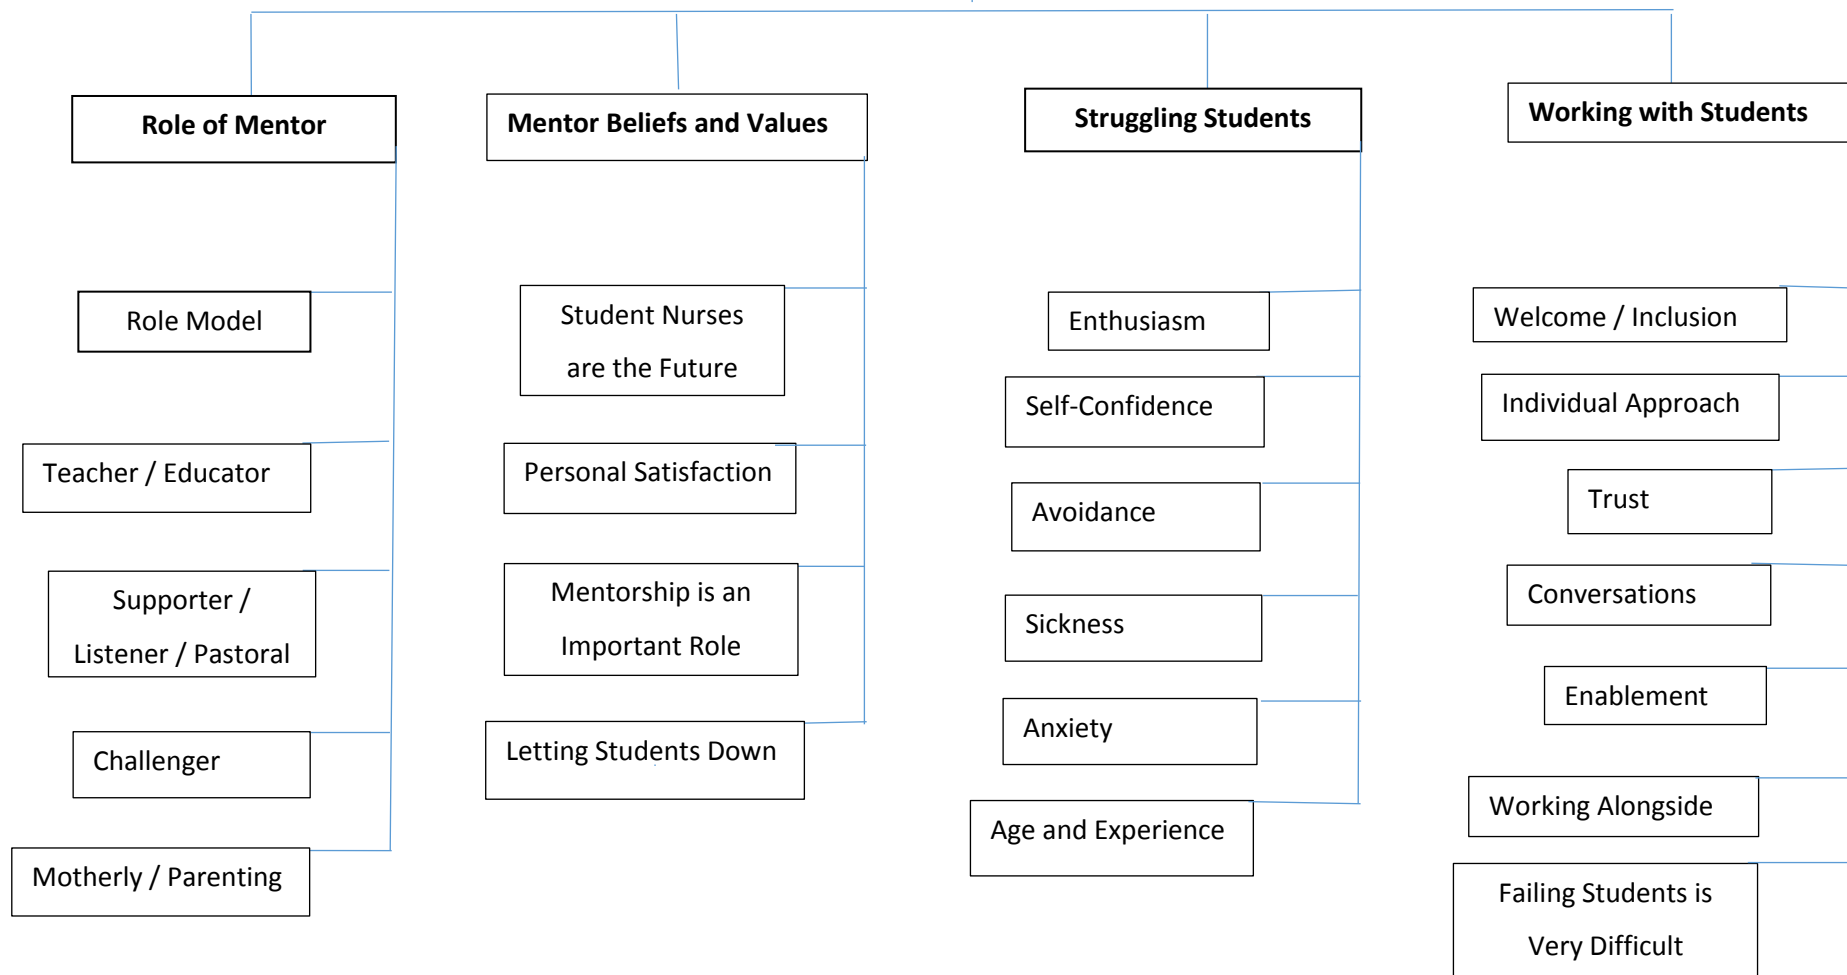 Role of Mentor
Role Model
Teacher / Educator
Supporter /
Listener / Pastoral
Challenger
Motherly / Parenting
Mentor Beliefs and Values
Student Nurses
are the Future
Personal Satisfaction
Mentorship is an
Important Role
Letting Students Down
Struggling Students
Enthusiasm
Self-Confidence
Avoidance
Sickness
Anxiety
Age and Experience
Working with Students
Welcome / Inclusion
Individual Approach
Trust
Conversations
Enablement
Working Alongside
Failing Students is
Very Difficult